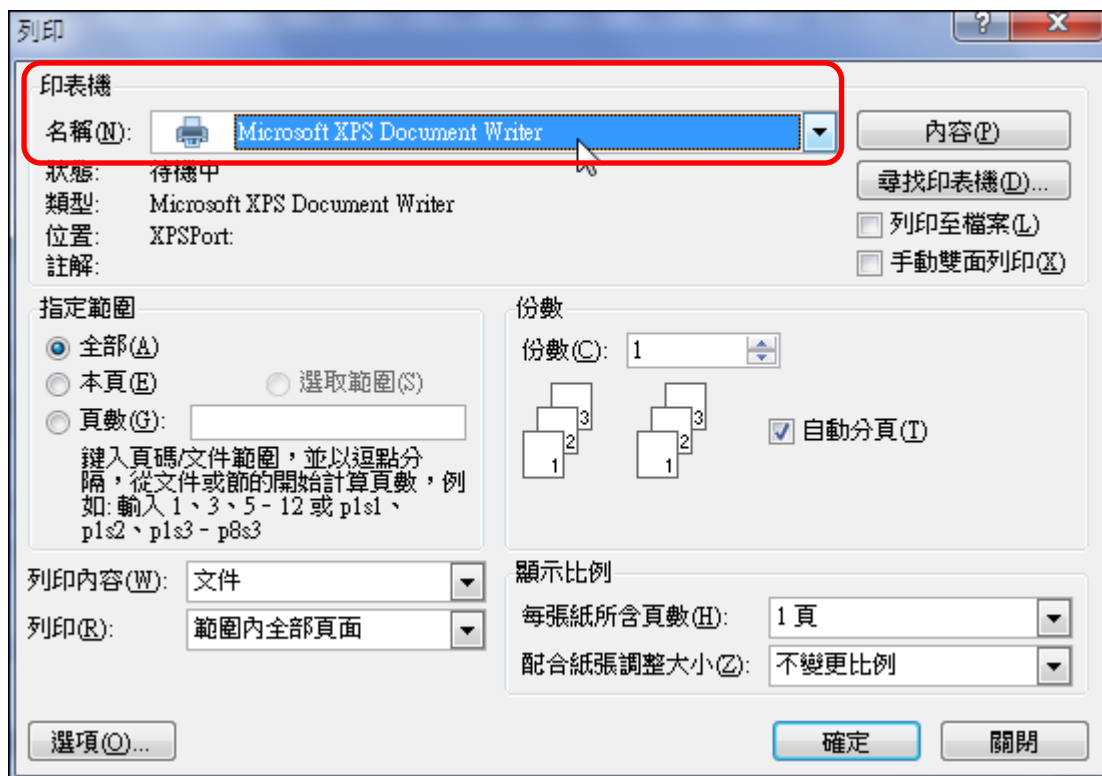 列印
印表機
名稱(N): Microsoft XPS Document Writer 內容(P)
狀態: 待機中 尋找印表機(D)...
類型: Microsoft XPS Document Writer
位置: XPSPort: 列印至檔案(L)
註解: 手動雙面列印(X)
指定範圍
全部(A)
本頁(E) 選取範圍(S)
頁數(G):
鍵入頁碼/文件範圍，並以逗點分
隔，從文件或節的開始計算頁數，例
如: 輸入 1、3、5 - 12 或 p1s1、
p1s2、p1s3 - p8s3
份數
份數(C): 1
3 3
2 2
1 1
自動分頁(T)
列印內容(W): 文件
列印(R): 範圍內全部頁面
顯示比例
每張紙所含頁數(H): 1 頁
配合紙張調整大小(Z): 不變更比例
選項(O)... 確定 關閉